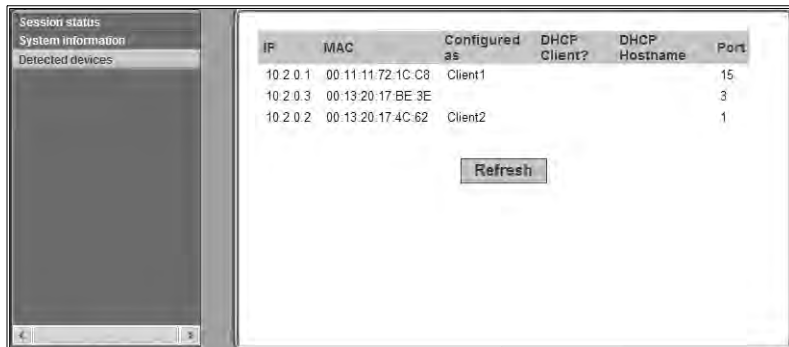 Session status
System information
Detected devices
IP MAC Configured as DHCP Client? DHCP Hostname Port
10.2.0.1 00:11:11:72:1C:C8 Client1 15
10.2.0.3 00:13:20:17:BE:3E 3
10.2.0.2 00:13:20:17:4C:62 Client2 1
Refresh